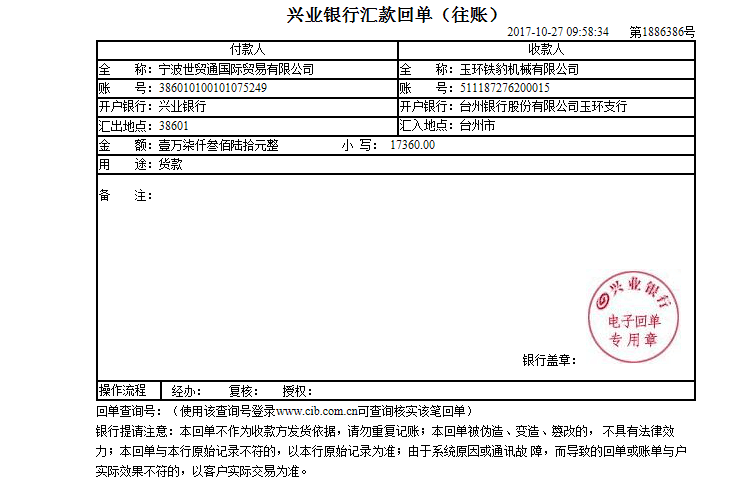 兴业银行汇款回单（往账）
2017-10-27 09:58:34 第1886386号
付款人 收款人
全 称：宁波世贸通国际贸易有限公司 全 称：玉环铁豹机械有限公司
账 号：386010100101075249 账 号：511187276200015
开户银行：兴业银行 开户银行：台州银行股份有限公司玉环支行
汇出地点：38601 汇入地点：台州市
金 额：壹万柒仟叁佰陆拾元整 小 写： 17360.00
用 途：货款
备 注：
兴业银行
电子回单
专用章
银行盖章：
操作流程 经办： 复核： 授权：
回单查询号：（使用该查询号登录www.cib.com.cn可查询核实该笔回单）
银行提请注意：本回单不作为收款方发货依据，请勿重复记账；本回单被伪造、变造、篡改的， 不具有法律效
力；本回单与本行原始记录不符的，以本行原始记录为准；由于系统原因或通讯故 障，而导致的回单或账单与户
实际效果不符的，以客户实际交易为准。